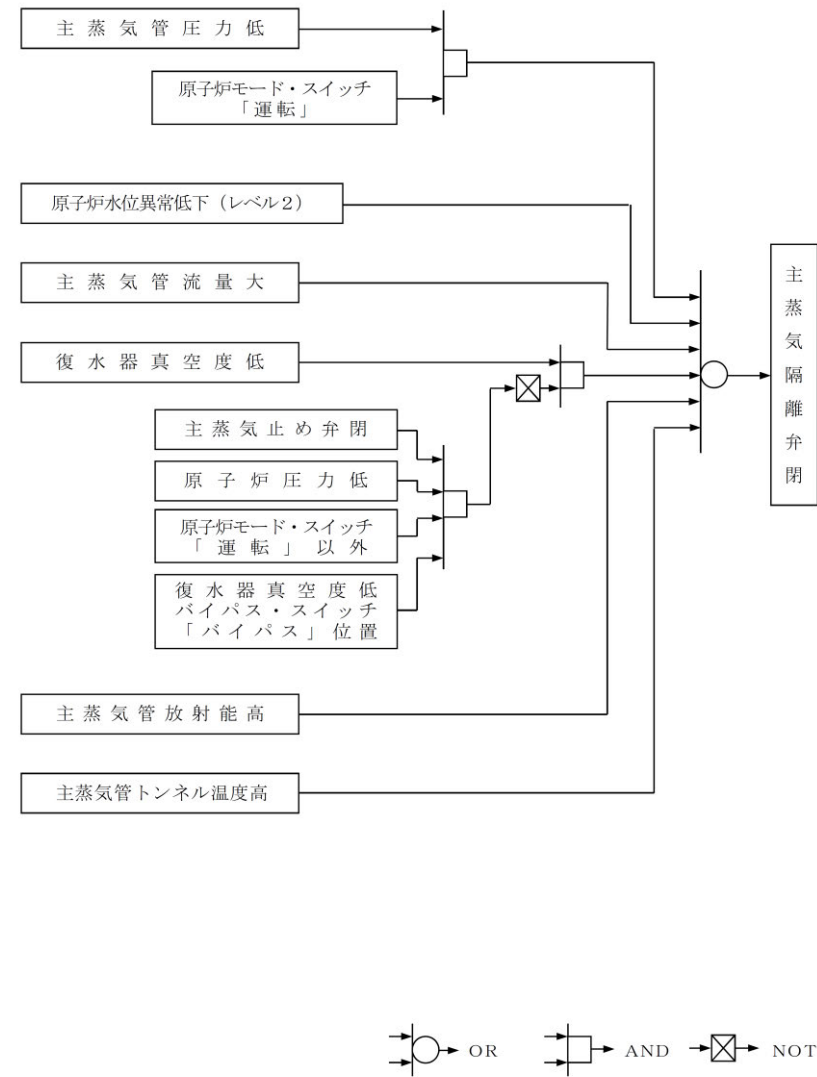 主蒸気管圧力低
原子炉モード・スイッチ
「運転」
原子炉水位異常低下（レベル２）
主蒸気管流量大
復水器真空度低
主蒸気止め弁閉
原子炉圧力低
原子炉モード・スイッチ
「運転」以外
復水器真空度低
バイパス・スイッチ
「バイパス」位置
主蒸気管放射能高
主蒸気管トンネル温度高
主蒸気隔離弁閉
OR
AND
NOT